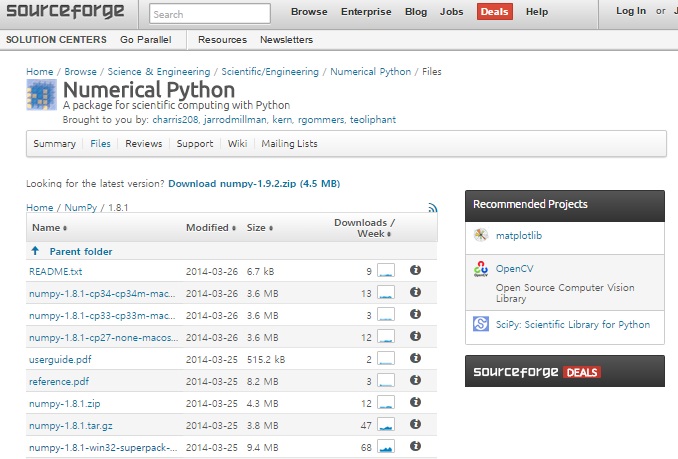 sourceforge
Search
Browse Enterprise Blog Jobs Deals Help
Log In or J
SOLUTION CENTERS Go Parallel Resources Newsletters
Home / Browse / Science & Engineering / Scientific/Engineering / Numerical Python / Files
Numerical Python
A package for scientific computing with Python
Brought to you by: charris208, jarrodmillman, kern, rgommers, teoliphant
Summary Files Reviews Support Wiki Mailing Lists
Looking for the latest version? Download numpy-1.9.2.zip (4.5 MB)
Home / NumPy / 1.8.1
Name Modified Size Downloads /
Week
Parent folder
README.txt 2014-03-26 6.7 kB 9
numpy-1.8.1-cp34-cp34m-mac... 2014-03-26 3.6 MB 13
numpy-1.8.1-cp33-cp33m-mac... 2014-03-26 3.6 MB 3
numpy-1.8.1-cp27-none-macos... 2014-03-26 3.6 MB 12
userguide.pdf 2014-03-25 515.2 kB 2
reference.pdf 2014-03-25 8.2 MB 3
numpy-1.8.1.zip 2014-03-25 4.3 MB 12
numpy-1.8.1.tar.gz 2014-03-25 3.8 MB 47
numpy-1.8.1-win32-superpack-... 2014-03-25 9.4 MB 68
Recommended Projects
matplotlib
OpenCV
OpenCV
Open Source Computer Vision
Library
SciPy: Scientific Library for Python
sourceforge DEALS